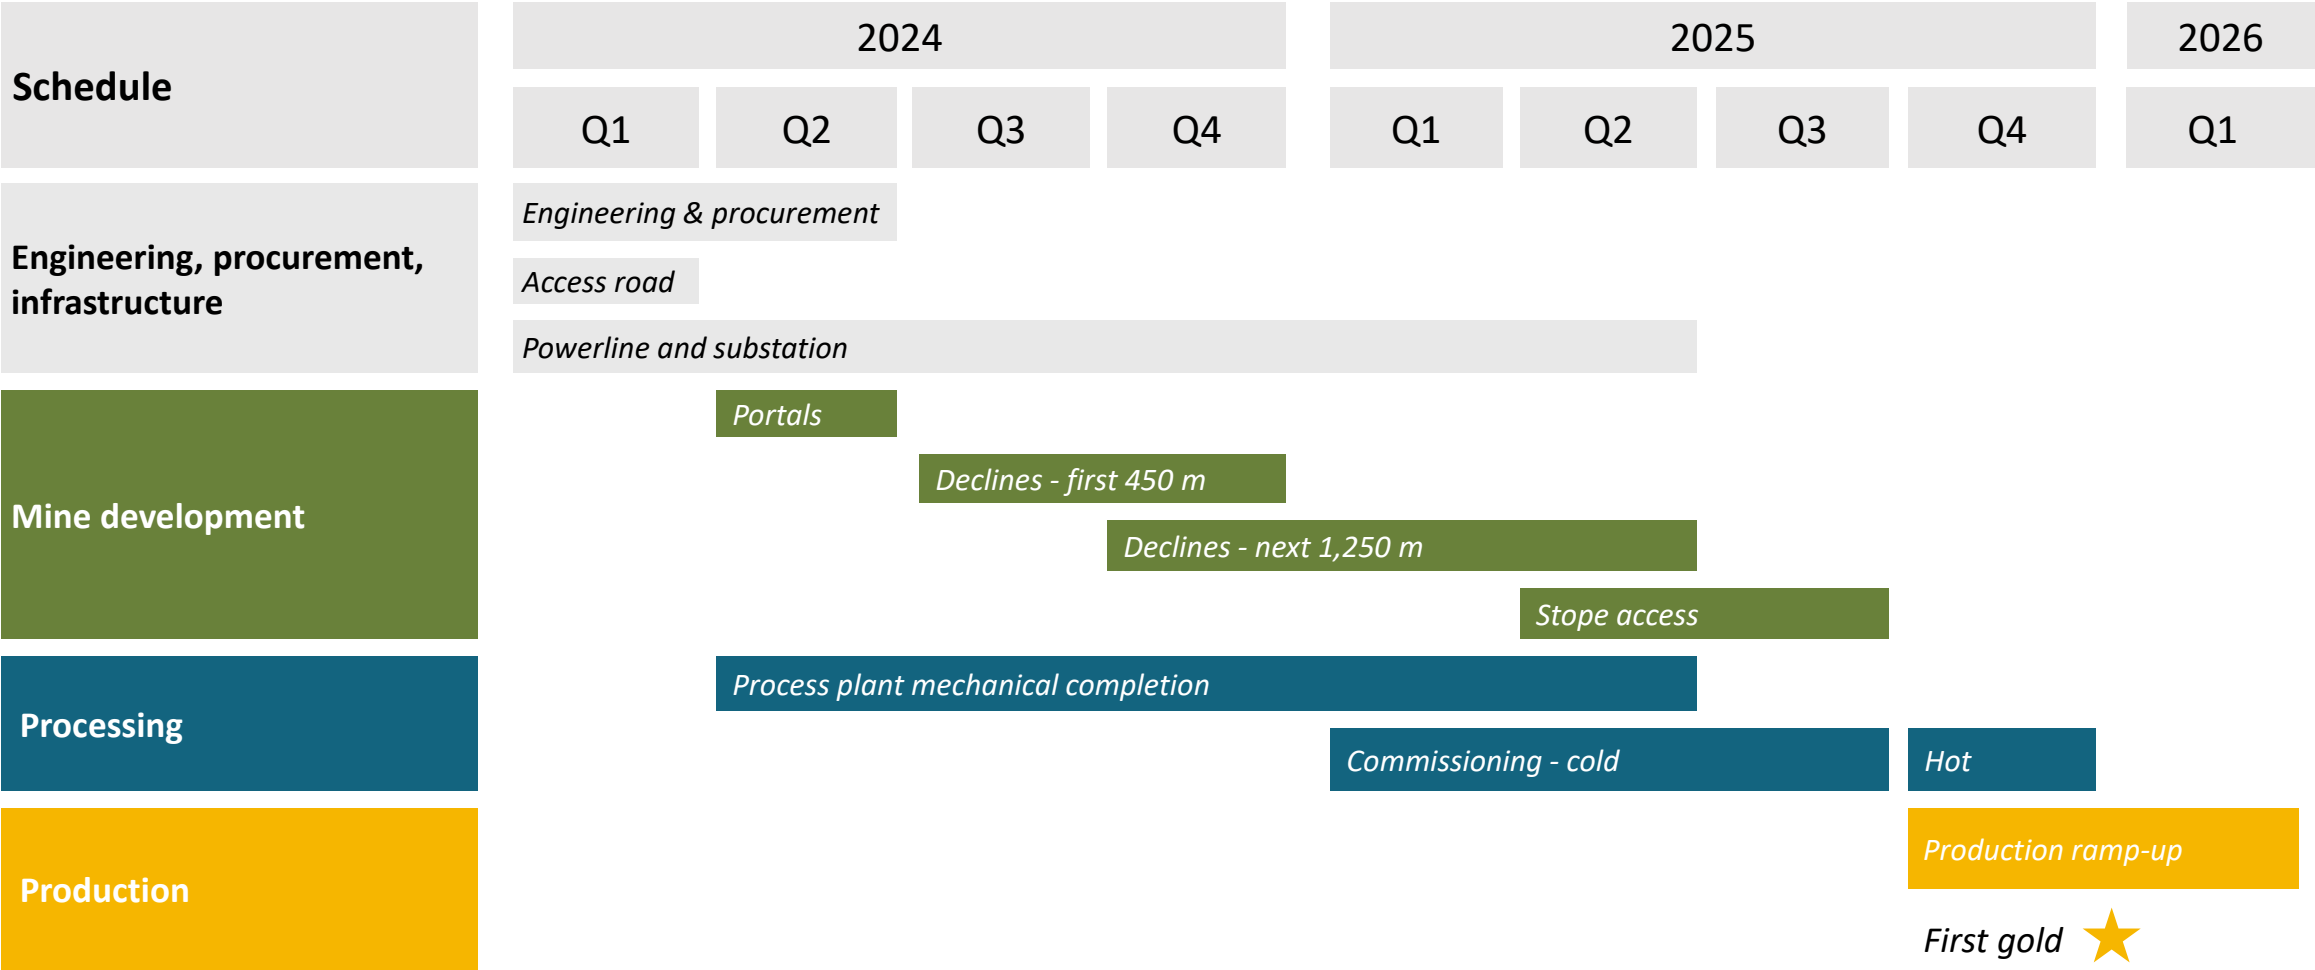 Schedule
2024
2025
2026
Q1
Q2
Q3
Q4
Q1
Q2
Q3
Q4
Q1
Engineering, procurement,
infrastructure
Engineering & procurement
Access road
Powerline and substation
Mine development
Portals
Declines - first 450 m
Declines - next 1,250 m
Stope access
Processing
Process plant mechanical completion
Commissioning - cold
Hot
Production
Production ramp-up
First gold